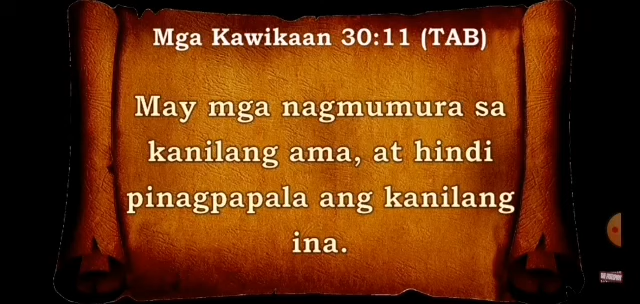 Mga Kawikaan 30:11 (TAB)
May mga nagmumura sa
kanilang ama, at hindi
pinagpapala ang kanilang
ina.